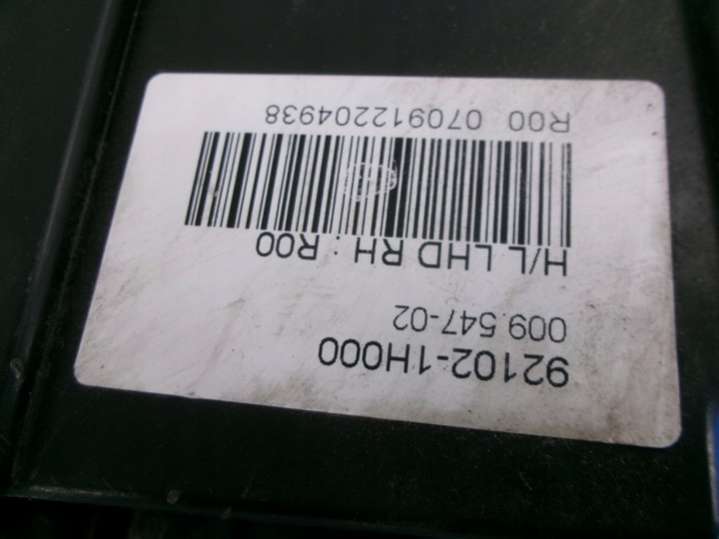 92102-1H000
009.547-02
H/L LHD RH : R00
R00 070912204938